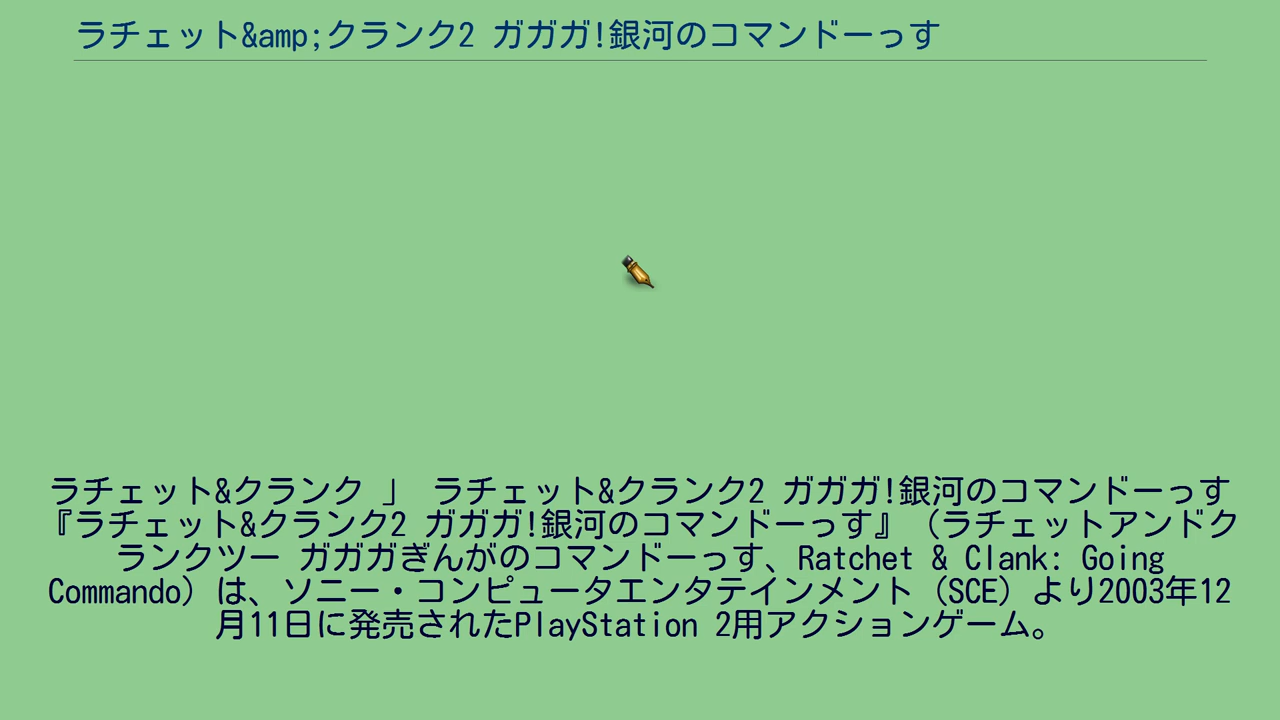 ラチェット&amp;クランク2 ガガガ!銀河のコマンドーっす
ラチェット&クランク 」 ラチェット&クランク2 ガガガ!銀河のコマンドーっす
『ラチェット&クランク2 ガガガ!銀河のコマンドーっす』（ラチェットアンドク
ランクツー ガガガぎんがのコマンドーっす、Ratchet & Clank: Going
Commando）は、ソニー・コンピュータエンタテインメント（SCE）より2003年12
月11日に発売されたPlayStation 2用アクションゲーム。